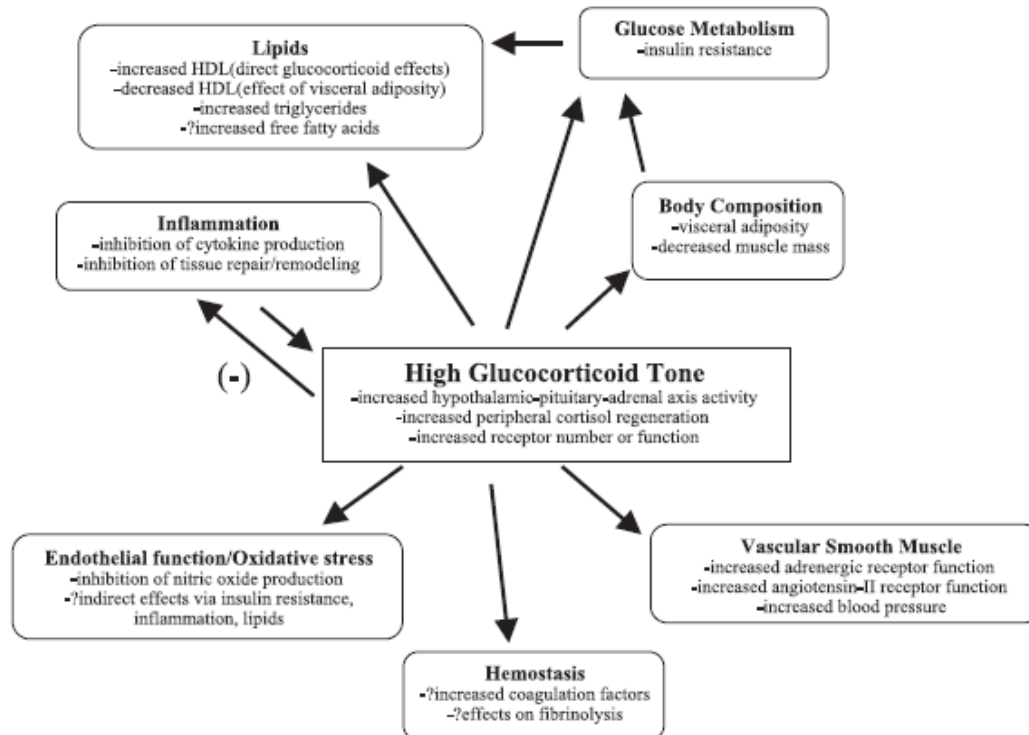 Glucose Metabolism
-insulin resistance
Lipids
-increased HDL(direct glucocorticoid effects)
-decreased HDL(effect of visceral adiposity)
-increased triglycerides
-?increased free fatty acids
Body Composition
-visceral adiposity
-decreased muscle mass
Inflammation
-inhibition of cytokine production
-inhibition of tissue repair/remodeling
(-)
High Glucocorticoid Tone
-increased hypothalamic-pituitary-adrenal axis activity
-increased peripheral cortisol regeneration
-increased receptor number or function
Endothelial function/Oxidative stress
-inhibition of nitric oxide production
-?indirect effects via insulin resistance,
inflammation, lipids
Vascular Smooth Muscle
-increased adrenergic receptor function
-increased angiotensin-II receptor function
-increased blood pressure
Hemostasis
-?increased coagulation factors
-?effects on fibrinolysis